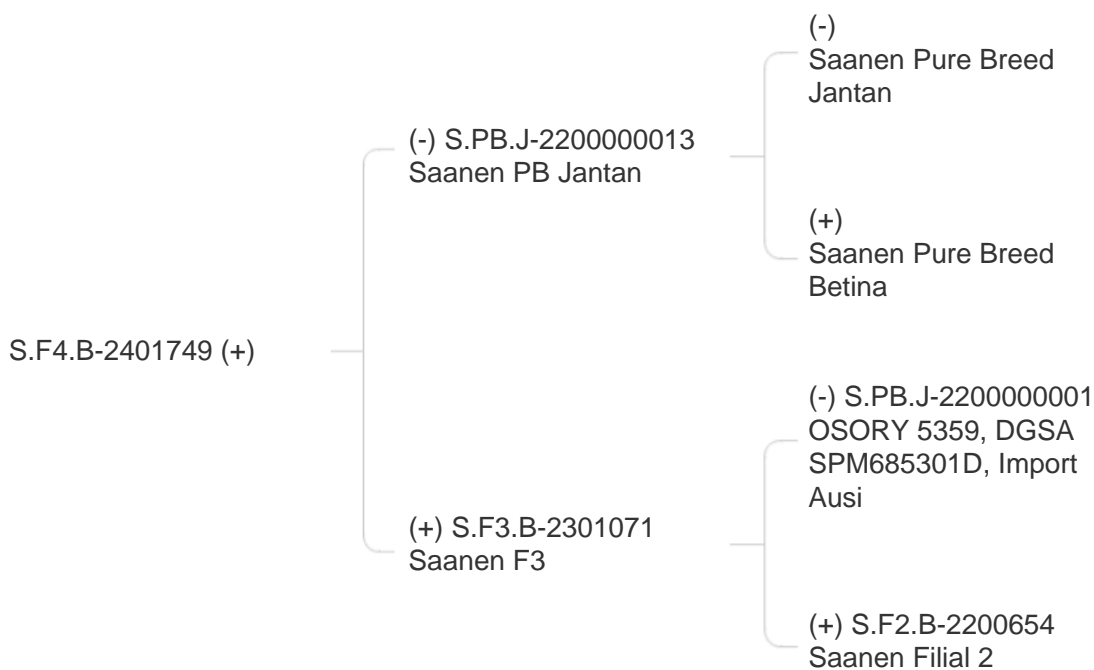 (-)
Saanen Pure Breed
Jantan
(-) S.PB.J-2200000013
Saanen PB Jantan
(+)
Saanen Pure Breed
Betina
S.F4.B-2401749 (+)
(-) S.PB.J-2200000001
OSORY 5359, DGSA
SPM685301D, Import
Ausi
(+) S.F3.B-2301071
Saanen F3
(+) S.F2.B-2200654
Saanen Filial 2